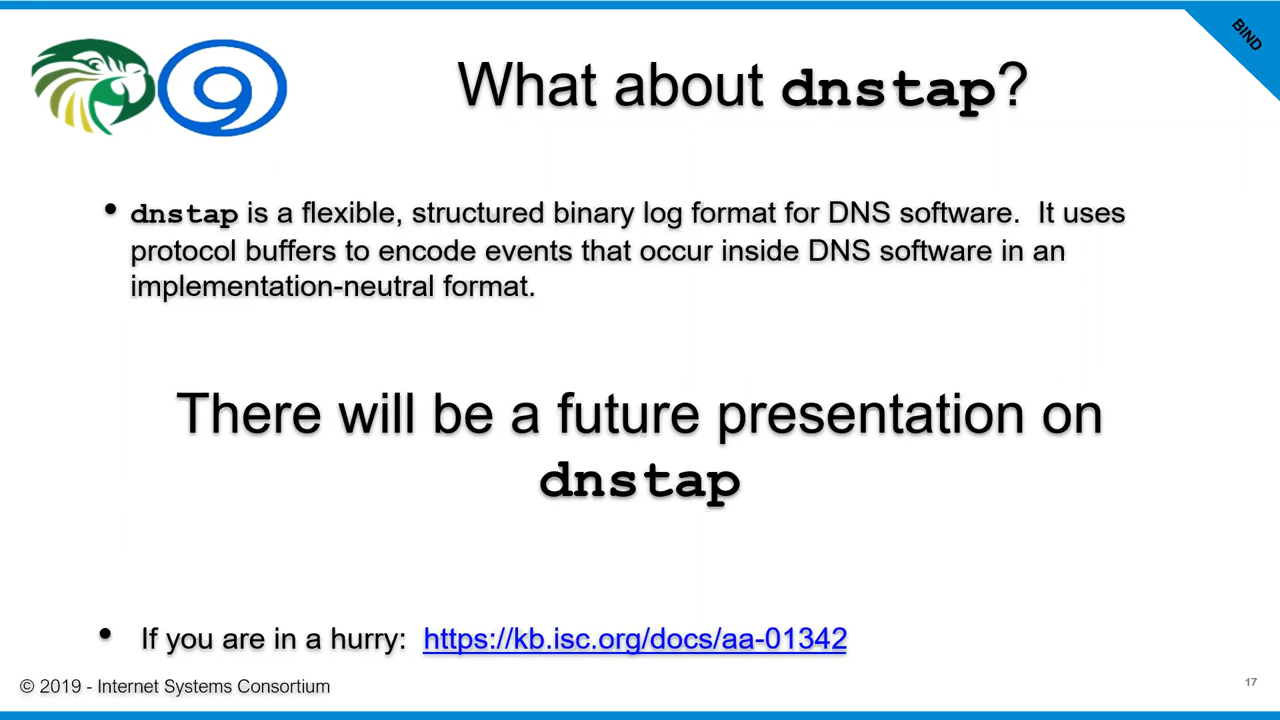 BIND
9
What about dnstap?
• dnstap is a flexible, structured binary log format for DNS software.  It uses
protocol buffers to encode events that occur inside DNS software in an
implementation-neutral format.
There will be a future presentation on
dnstap
• If you are in a hurry:  https://kb.isc.org/docs/aa-01342
© 2019 - Internet Systems Consortium
17